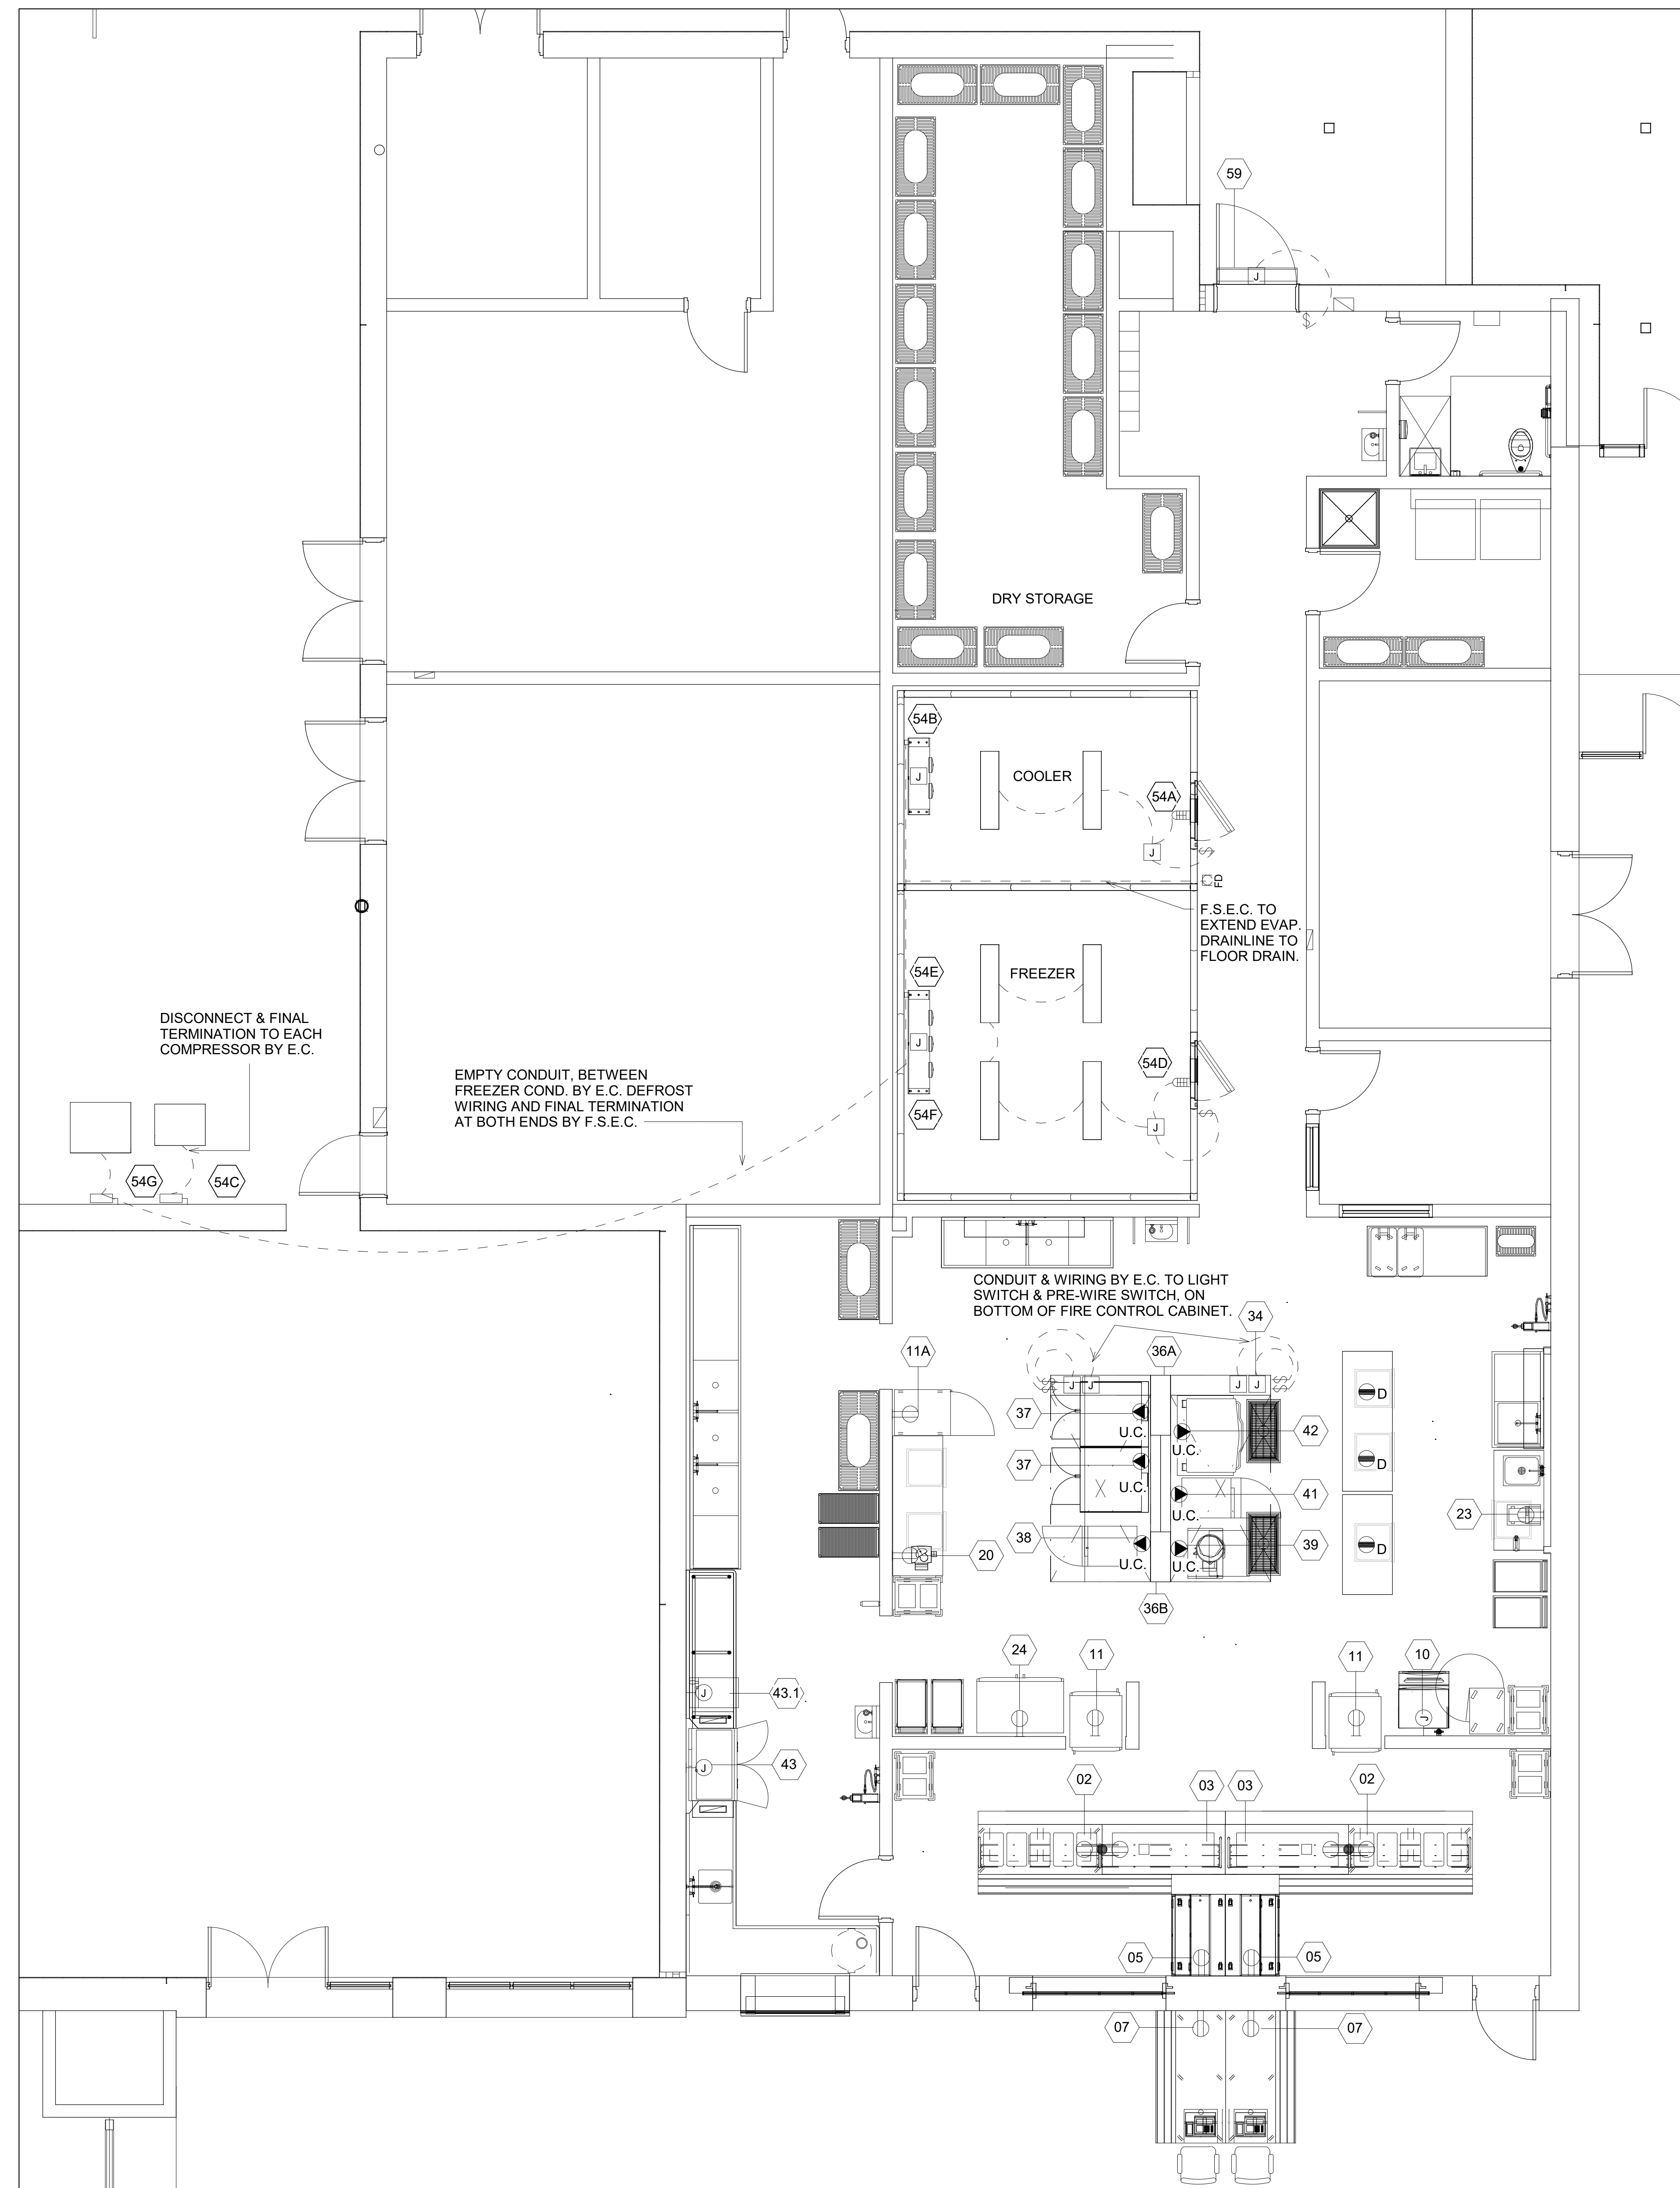 59
J
$
DRY STORAGE
54B
J
COOLER
54A
J
$
FD
F.S.E.C. TO
EXTEND EVAP.
DRAINLINE TO
FLOOR DRAIN.
54E
FREEZER
J
54D
54F
J
$
DISCONNECT & FINAL
TERMINATION TO EACH
COMPRESSOR BY E.C.
EMPTY CONDUIT, BETWEEN
FREEZER COND. BY E.C. DEFROST
WIRING AND FINAL TERMINATION
AT BOTH ENDS BY F.S.E.C.
54G
54C
CONDUIT & WIRING BY E.C. TO LIGHT
SWITCH & PRE-WIRE SWITCH, ON
BOTTOM OF FIRE CONTROL CABINET.
34
11A
36A
$$
J
J
J
J
$$
D
37
U.C.
U.C.
42
37
U.C.
D
41
U.C.
23
38
U.C.
U.C.
39
D
20
36B
24
11
11
10
J
43.1
J
43
J
02
03
03
02
05
05
07
07